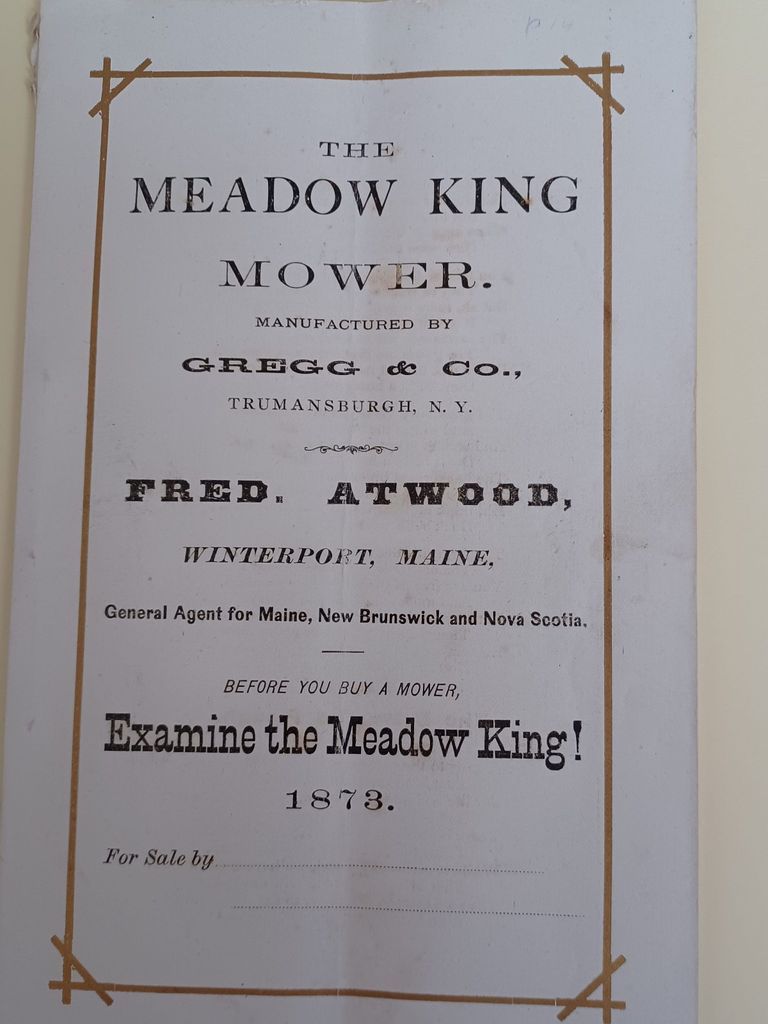 THE
MEADOW KING
MOWER.
MANUFACTURED BY
GREGG & Co.,
TRUMANSBURGH, N. Y.
FRED. ATWOOD,
WINTERPORT, MAINE,
General Agent for Maine, New Brunswick and Nova Scotia.
BEFORE YOU BUY A MOWER,
Examine the Meadow King!
1873.
For Sale by